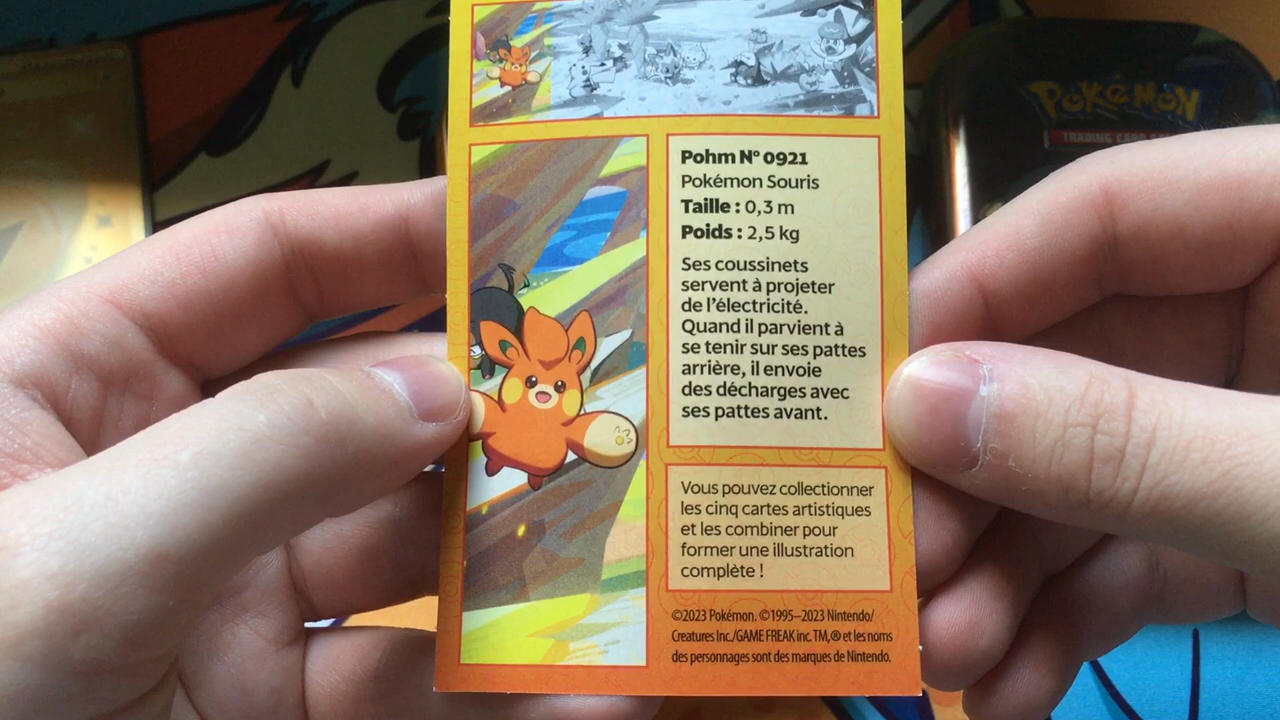 POKéMON
TRADING CARD
Pohm N° 0921
Pokémon Souris
Taille : 0,3 m
Poids : 2,5 kg
Ses coussinets
servent à projeter
de l'électricité.
Quand il parvient à
se tenir sur ses pattes
arrière, il envoie
des décharges avec
ses pattes avant.
Vous pouvez collectionner
les cinq cartes artistiques
et les combiner pour
former une illustration
complète !
©2023 Pokémon. ©1995–2023 Nintendo/
Creatures Inc./GAME FREAK inc. TM,® et les noms
des personnages sont des marques de Nintendo.